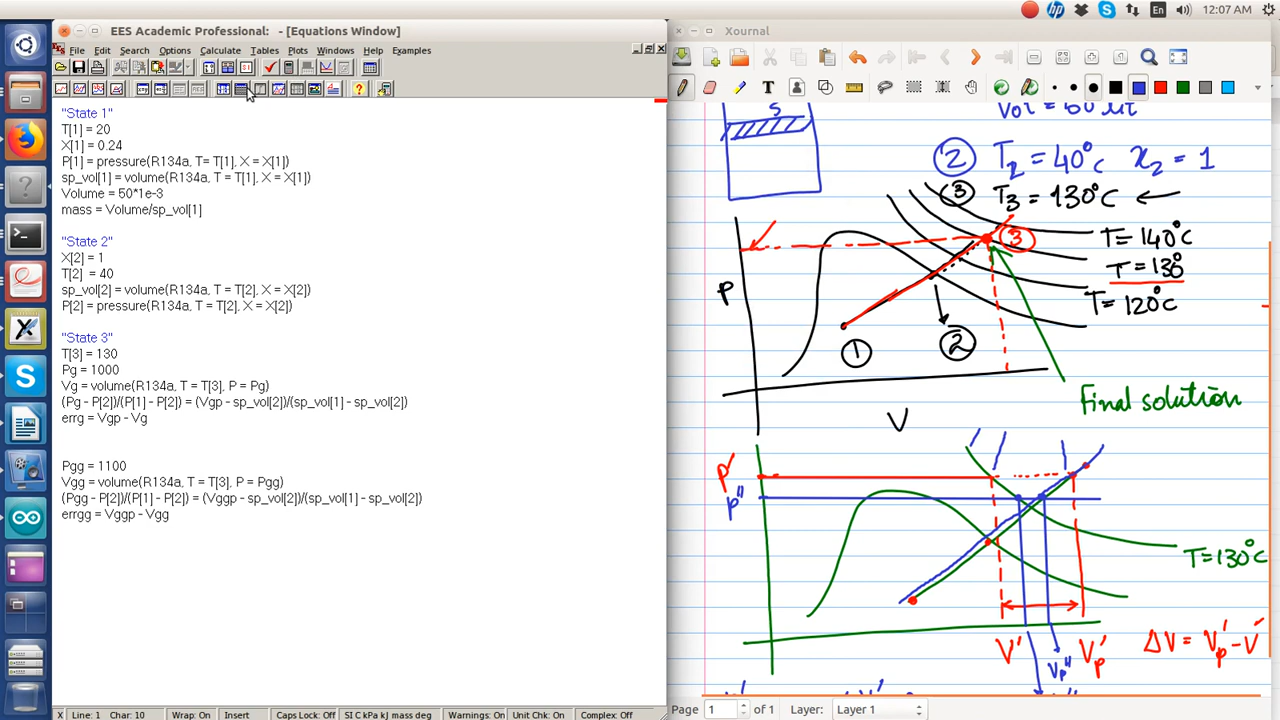 12:07 AM
En
EES Academic Professional: - [Equations Window]
File Edit Search Options Calculate Tables Plots Windows Help Examples
"State 1"
T[1] = 20
X[1] = 0.24
P[1] = pressure(R134a, T= T[1], X = X[1])
sp_vol[1] = volume(R134a, T = T[1], X = X[1])
Volume = 50*1e-3
mass = Volume/sp_vol[1]
"State 2"
X[2] = 1
T[2] = 40
sp_vol[2] = volume(R134a, T = T[2], X = X[2])
P[2] = pressure(R134a, T = T[2], X = X[2])
"State 3"
T[3] = 130
Pg = 1000
Vg = volume(R134a, T = T[3], P = Pg)
(Pg - P[2])/(P[1] - P[2]) = (Vgp - sp_vol[2])/(sp_vol[1] - sp_vol[2])
errg = Vgp - Vg
Pgg = 1100
Vgg = volume(R134a, T = T[3], P = Pgg)
(Pgg - P[2])/(P[1] - P[2]) = (Vggp - sp_vol[2])/(sp_vol[1] - sp_vol[2])
errgg = Vggp - Vgg
Line: 1 Char: 10 Wrap: On Insert Caps Lock: Off SI C kPa kJ mass deg Warnings: On Unit Chk: On Complex: Off
Xournal
② T₂ = 40°C x₂ = 1
③ T₃ = 130°C ←
③
T = 140°C
T = 130°
T = 120°C
P
①
②
V
Final solution
P'
P"
T = 130°C
V' Vp'
Vp"
ΔV = Vp' - V'
Page 1 of 1 Layer: Layer 1